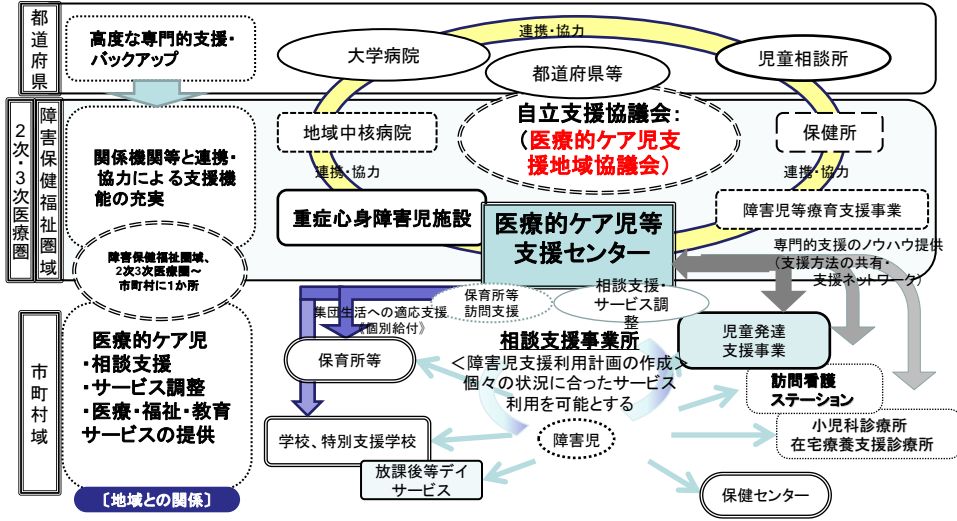 都道府県
高度な専門的支援・
バックアップ
連携・協力
大学病院
都道府県等
児童相談所
2次・3次医療圏
障害保健福祉圏域
関係機関等と連携・
協力による支援機
能の充実
地域中核病院
連携・協力
自立支援協議会:
(医療的ケア児支
援地域協議会)
保健所
連携・協力
重症心身障害児施設
医療的ケア児等
支援センター
障害児等療育支援事業
専門的支援のノウハウ提供
(支援方法の共有・
支援ネットワーク)
障害保健福祉圏域、
2次3次医療圏～
市町村に1か所
市町村域
医療的ケア児
・相談支援
・サービス調整
・医療・福祉・教育
サービスの提供
〔地域との関係〕
集団生活への適応支援
《個別給付》
保育所等
訪問支援
相談支援・
サービス調
整
保育所等
相談支援事業所
＜障害児支援利用計画の作成＞
個々の状況に合ったサービス
利用を可能とする
児童発達
支援事業
訪問看護
ステーション
小児科診療所
在宅療養支援診療所
学校、特別支援学校
障害児
放課後等デイ
サービス
保健センター